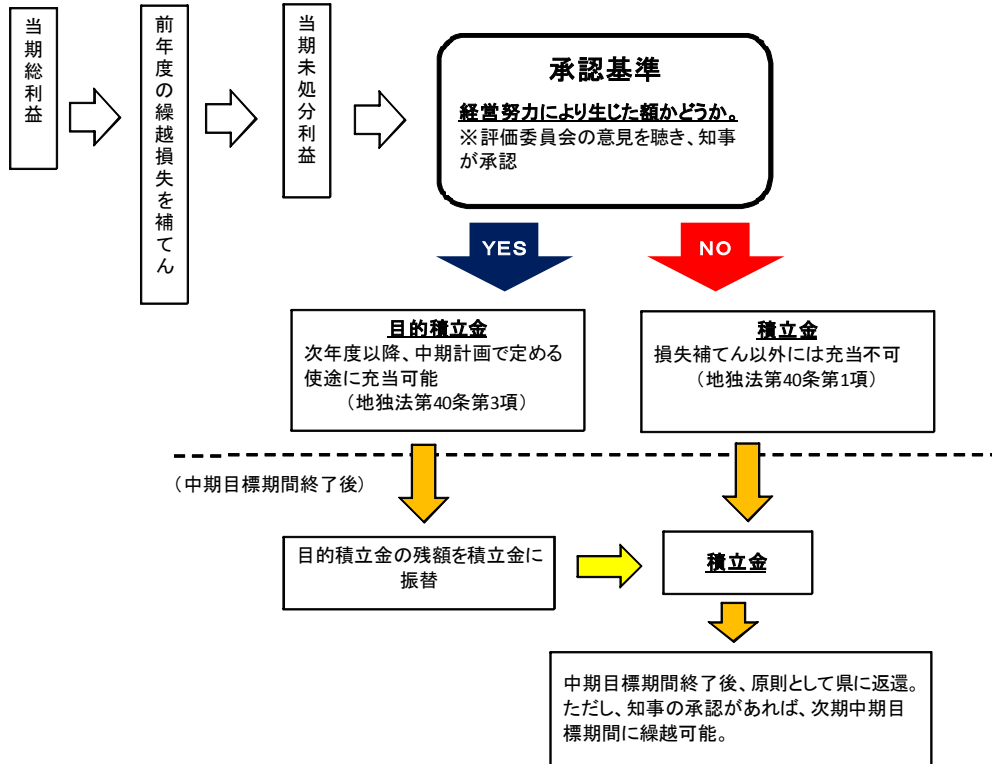 当期総利益
前年度の繰越損失を補てん
当期未処分利益
承認基準
経営努力により生じた額かどうか。
※評価委員会の意見を聴き、知事
が承認
YES
NO
目的積立金
次年度以降、中期計画で定める
使途に充当可能
（地独法第40条第3項）
積立金
損失補てん以外には充当不可
（地独法第40条第1項）
（中期目標期間終了後）
目的積立金の残額を積立金に
振替
積立金
中期目標期間終了後、原則として県に返還。
ただし、知事の承認があれば、次期中期目
標期間に繰越可能。